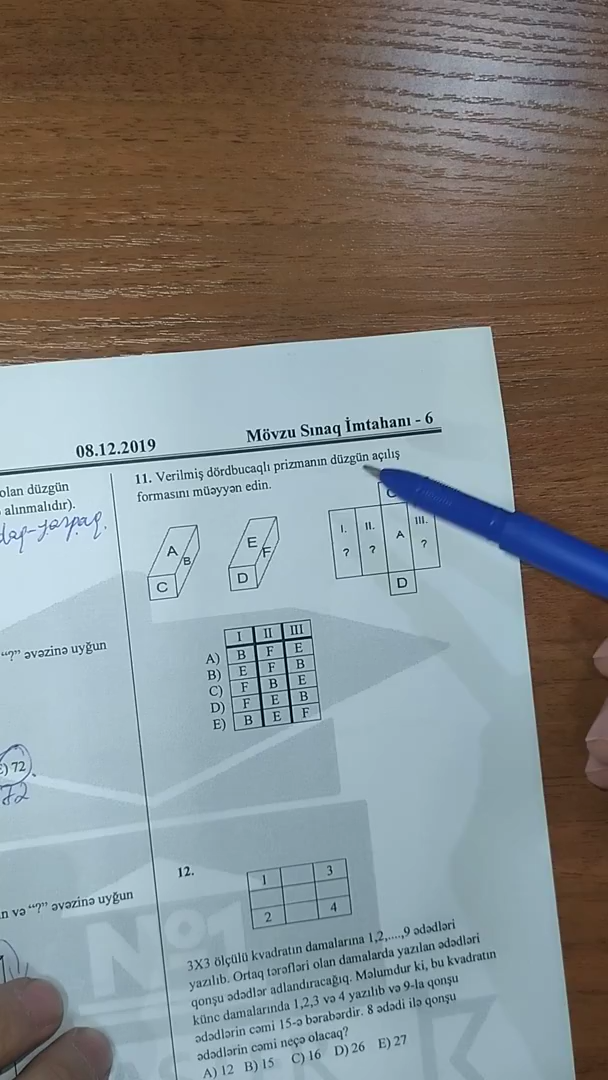 08.12.2019
Mövzu Sınaq İmtahanı - 6
olan düzgün
alınmalıdır).
"?" əvəzinə uyğun
E) 72
72
n və "?" əvəzinə uyğun
11. Verilmiş dördbucaqlı prizmanın düzgün açılış
formasını müəyyən edin.
A B C
E F D
I. II. A III.
? ? ?
D
I II III
A) B F E
B) E F B
C) F B E
D) F E B
E) B E F
12.
1 3
2 4
3X3 ölçülü kvadratın damalarına 1,2,....,9 ədədləri
yazılıb. Ortaq tərəfləri olan damalarda yazılan ədədləri
qonşu ədədlər adlandıracağıq. Məlumdur ki, bu kvadratın
künc damalarında 1,2,3 və 4 yazılıb və 9-la qonşu
ədədlərin cəmi 15-ə bərabərdir. 8 ədədi ilə qonşu
ədədlərin cəmi neçə olacaq?
A) 12 B) 15 C) 16 D) 26 E) 27
№1